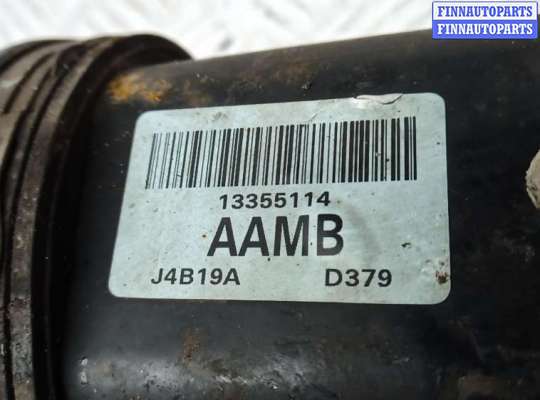 FINNAUTOPARTS
FINNAUTOPARTS
13355114
AAMB
J4B19A D379